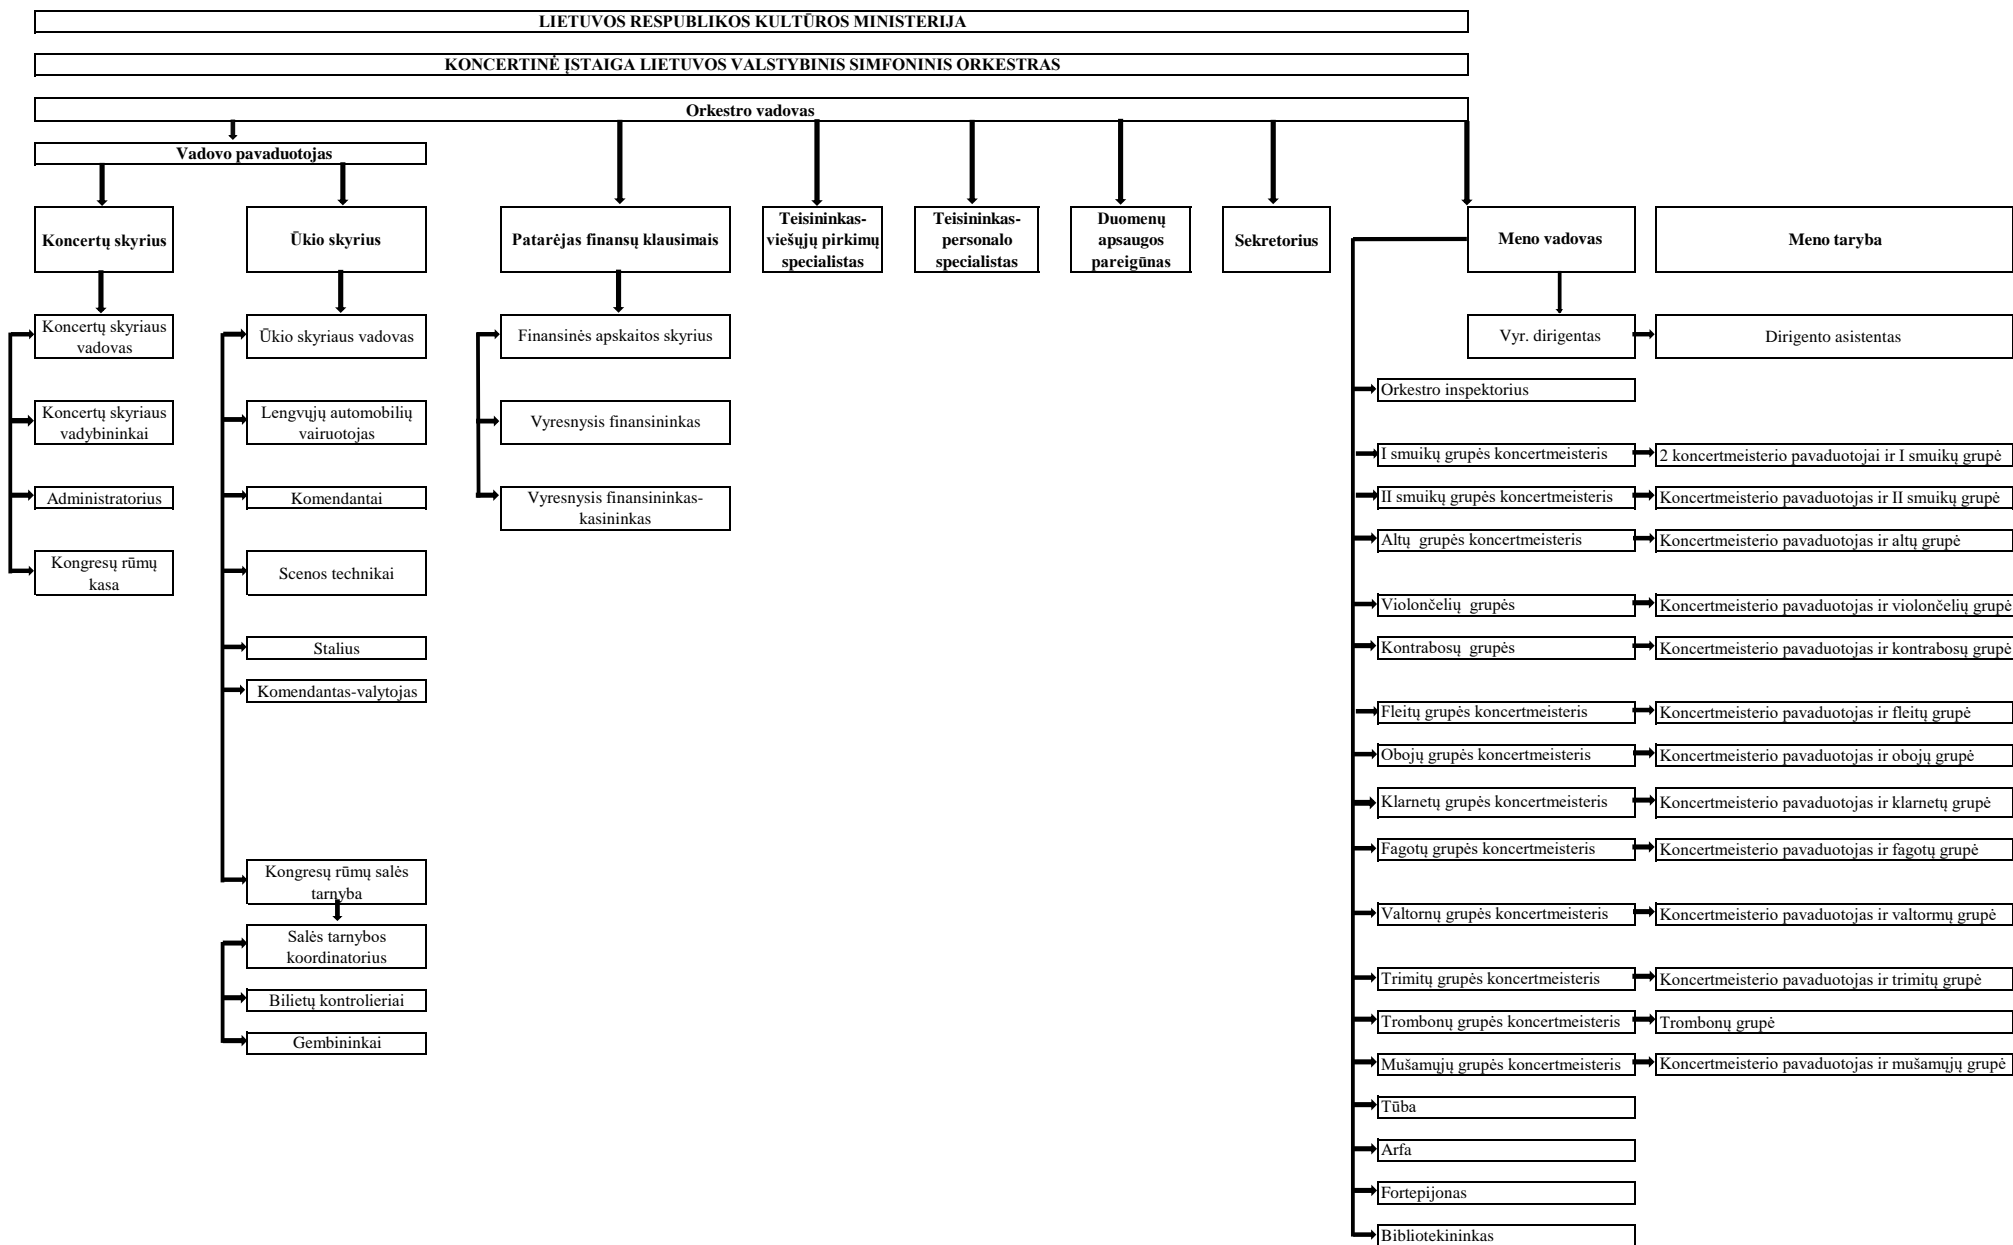 LIETUVOS RESPUBLIKOS KULTŪROS MINISTERIJA
KONCERTINĖ ĮSTAIGA LIETUVOS VALSTYBINIS SIMFONINIS ORKESTRAS
Orkestro vadovas
Vadovo pavaduotojas
Koncertų skyrius
Ūkio skyrius
Patarėjas finansų klausimais
Teisininkas-
viešųjų pirkimų
specialistas
Teisininkas-
personalo
specialistas
Duomenų
apsaugos
pareigūnas
Sekretorius
Meno vadovas
Meno taryba
Koncertų skyriaus
vadovas
Koncertų skyriaus
vadybininkai
Administratorius
Kongresų rūmų
kasa
Ūkio skyriaus vadovas
Lengvųjų automobilių
vairuotojas
Komendantai
Scenos technikai
Stalius
Komendantas-valytojas
Kongresų rūmų salės
tarnyba
Salės tarnybos
koordinatorius
Bilietų kontrolieriai
Gembininkai
Finansinės apskaitos skyrius
Vyresnysis finansininkas
Vyresnysis finansininkas-
kasininkas
Vyr. dirigentas
Dirigento asistentas
Orkestro inspektorius
I smuikų grupės koncertmeisteris
2 koncertmeisterio pavaduotojai ir I smuikų grupė
II smuikų grupės koncertmeisteris
Koncertmeisterio pavaduotojas ir II smuikų grupė
Altų  grupės koncertmeisteris
Koncertmeisterio pavaduotojas ir altų grupė
Violončelių  grupės
Koncertmeisterio pavaduotojas ir violončelių grupė
Kontrabosų  grupės
Koncertmeisterio pavaduotojas ir kontrabosų grupė
Fleitų grupės koncertmeisteris
Koncertmeisterio pavaduotojas ir fleitų grupė
Obojų grupės koncertmeisteris
Koncertmeisterio pavaduotojas ir obojų grupė
Klarnetų grupės koncertmeisteris
Koncertmeisterio pavaduotojas ir klarnetų grupė
Fagotų grupės koncertmeisteris
Koncertmeisterio pavaduotojas ir fagotų grupė
Valtornų grupės koncertmeisteris
Koncertmeisterio pavaduotojas ir valtormų grupė
Trimitų grupės koncertmeisteris
Koncertmeisterio pavaduotojas ir trimitų grupė
Trombonų grupės koncertmeisteris
Trombonų grupė
Mušamųjų grupės koncertmeisteris
Koncertmeisterio pavaduotojas ir mušamųjų grupė
Tūba
Arfa
Fortepijonas
Bibliotekininkas